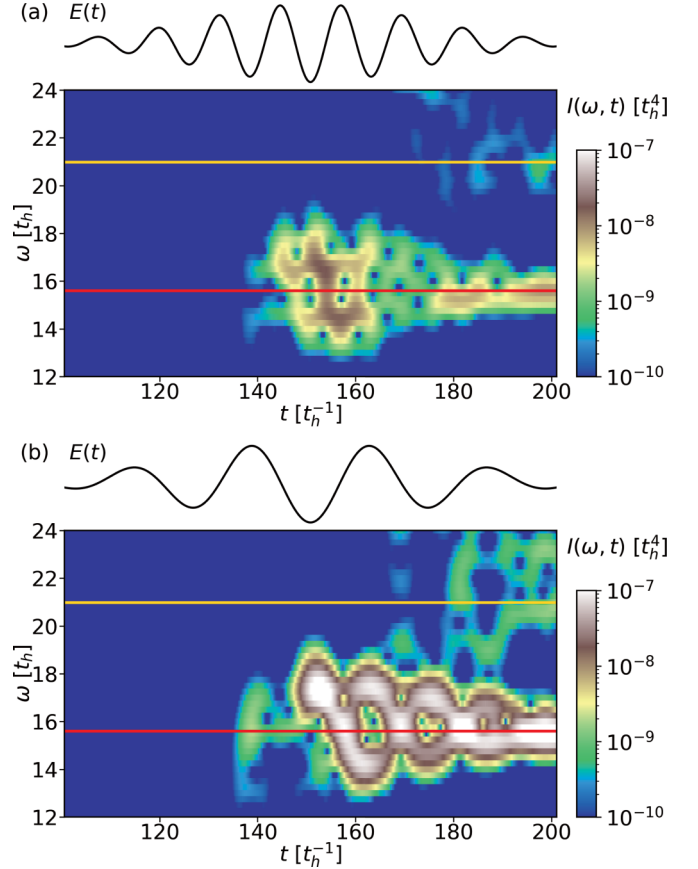 (a) E(t)
24
22
20
18
16
14
12
ω [t_h]
120 140 160 180 200
t [t_h^{-1}]
I(ω, t) [t_h^4]
10^{-7}
10^{-8}
10^{-9}
10^{-10}
(b) E(t)
24
22
20
18
16
14
12
ω [t_h]
120 140 160 180 200
t [t_h^{-1}]
I(ω, t) [t_h^4]
10^{-7}
10^{-8}
10^{-9}
10^{-10}